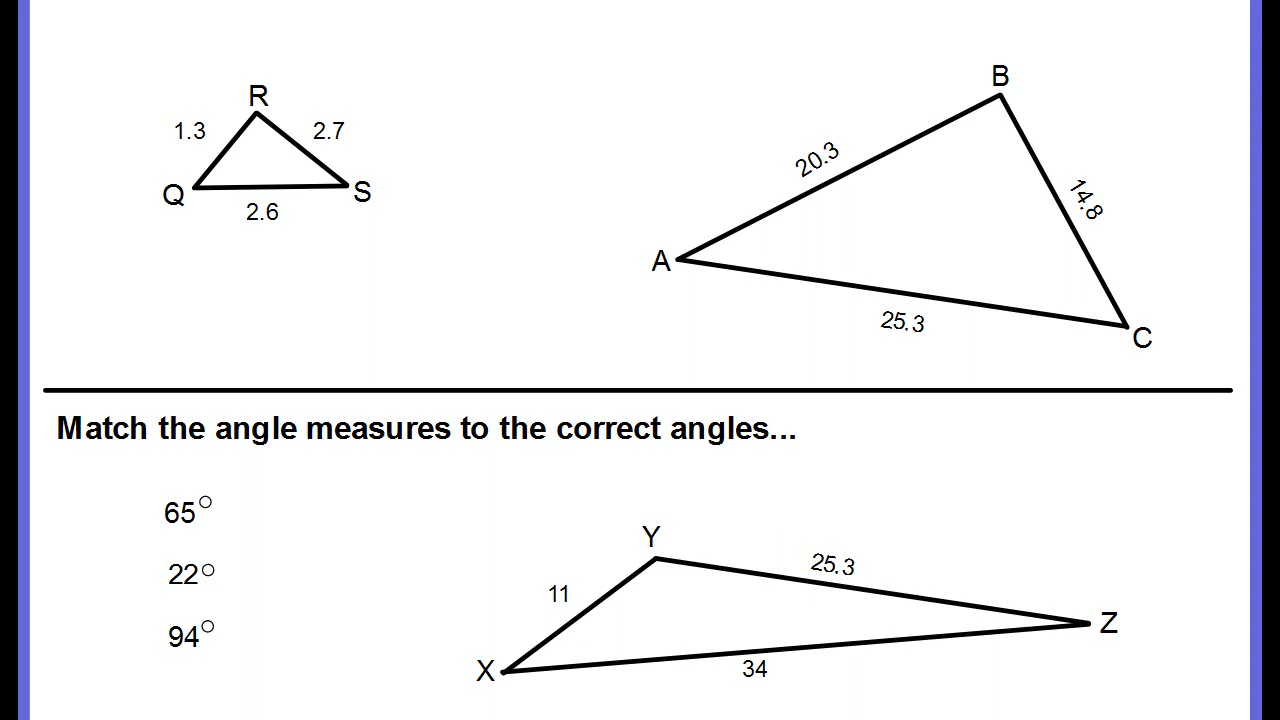 B
R
1.3
2.7
20.3
14.8
Q
S
2.6
A
25.3
C
Match the angle measures to the correct angles...
65○
22○
94○
Y
25.3
11
Z
X
34